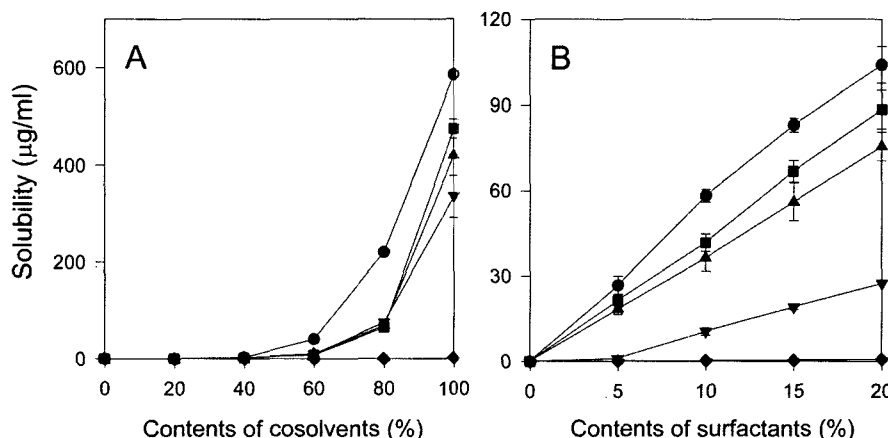 A
B
Solubility (μg/ml)
600
400
200
0
0 20 40 60 80 100
Contents of cosolvents (%)
120
90
60
30
0
0 5 10 15 20
Contents of surfactants (%)